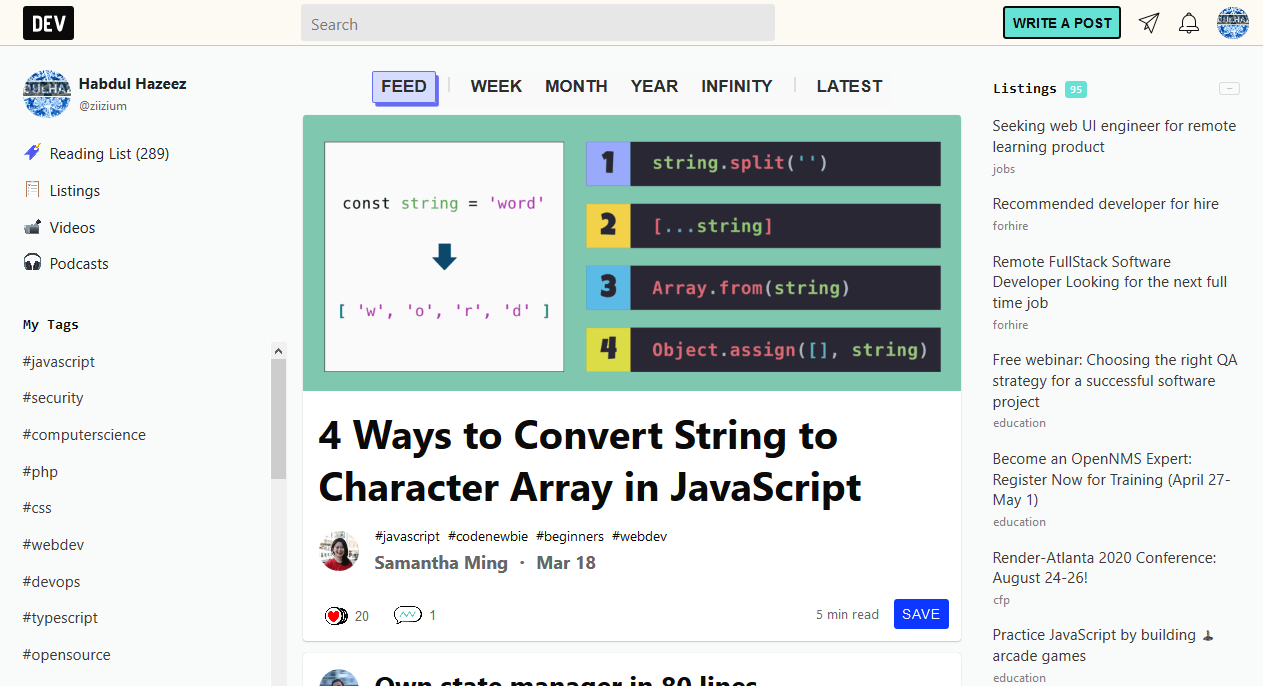 DEV
Search
WRITE A POST
Habdul Hazeez
@ziizium
Reading List (289)
Listings
Videos
Podcasts
My Tags
#javascript
#security
#computerscience
#php
#css
#webdev
#devops
#typescript
#opensource
FEED
WEEK
MONTH
YEAR
INFINITY
LATEST
const string = 'word'
[ 'w', 'o', 'r', 'd' ]
1 string.split('')
2 [...string]
3 Array.from(string)
4 Object.assign([], string)
4 Ways to Convert String to
Character Array in JavaScript
#javascript #codenewbie #beginners #webdev
Samantha Ming · Mar 18
20
1
5 min read
SAVE
Own state manager in 80 lines
Listings 95
Seeking web UI engineer for remote
learning product
jobs
Recommended developer for hire
forhire
Remote FullStack Software
Developer Looking for the next full
time job
forhire
Free webinar: Choosing the right QA
strategy for a successful software
project
education
Become an OpenNMS Expert:
Register Now for Training (April 27-
May 1)
education
Render-Atlanta 2020 Conference:
August 24-26!
cfp
Practice JavaScript by building 🕹
arcade games
education